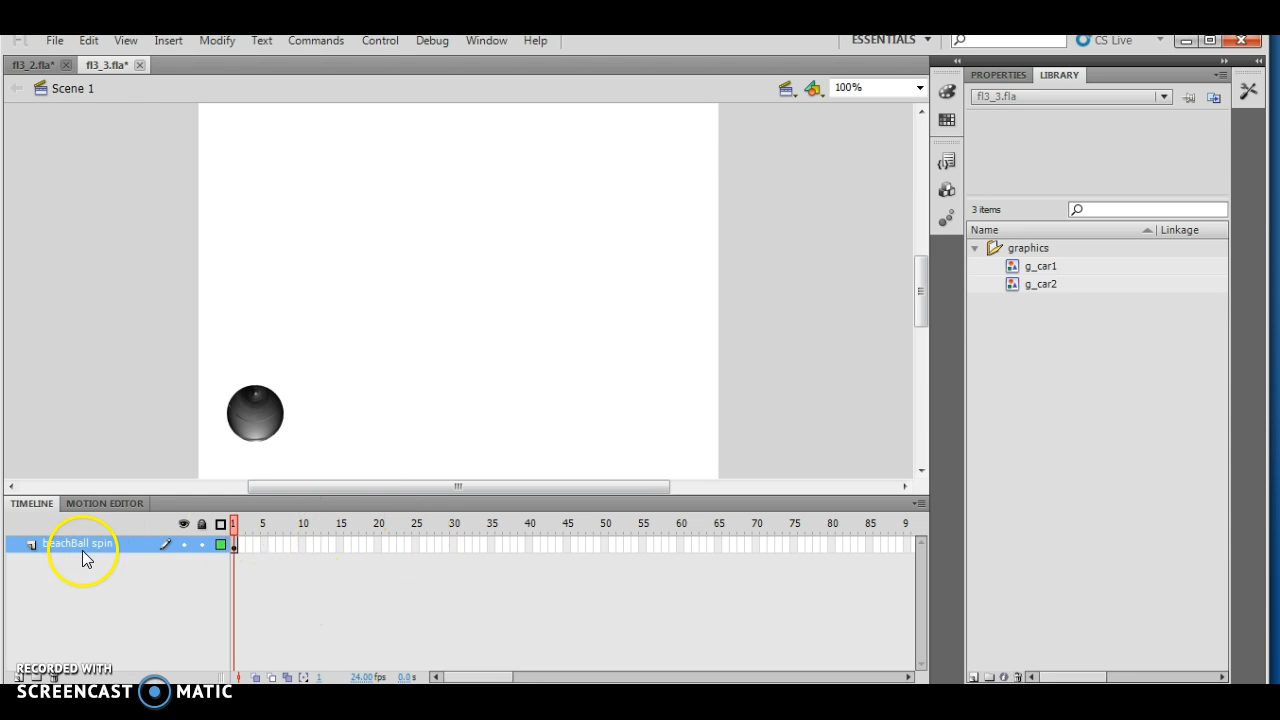 Fl File Edit View Insert Modify Text Commands Control Debug Window Help ESSENTIALS CS Live
fl3_2.fla* fl3_3.fla*
Scene 1 100%
PROPERTIES LIBRARY
fl3_3.fla
3 items
Name Linkage
graphics
g_car1
g_car2
TIMELINE MOTION EDITOR
1 5 10 15 20 25 30 35 40 45 50 55 60 65 70 75 80 85 9
beachBall spin
1 24.00 fps 0.0 s
RECORDED WITH
SCREENCAST MATIC